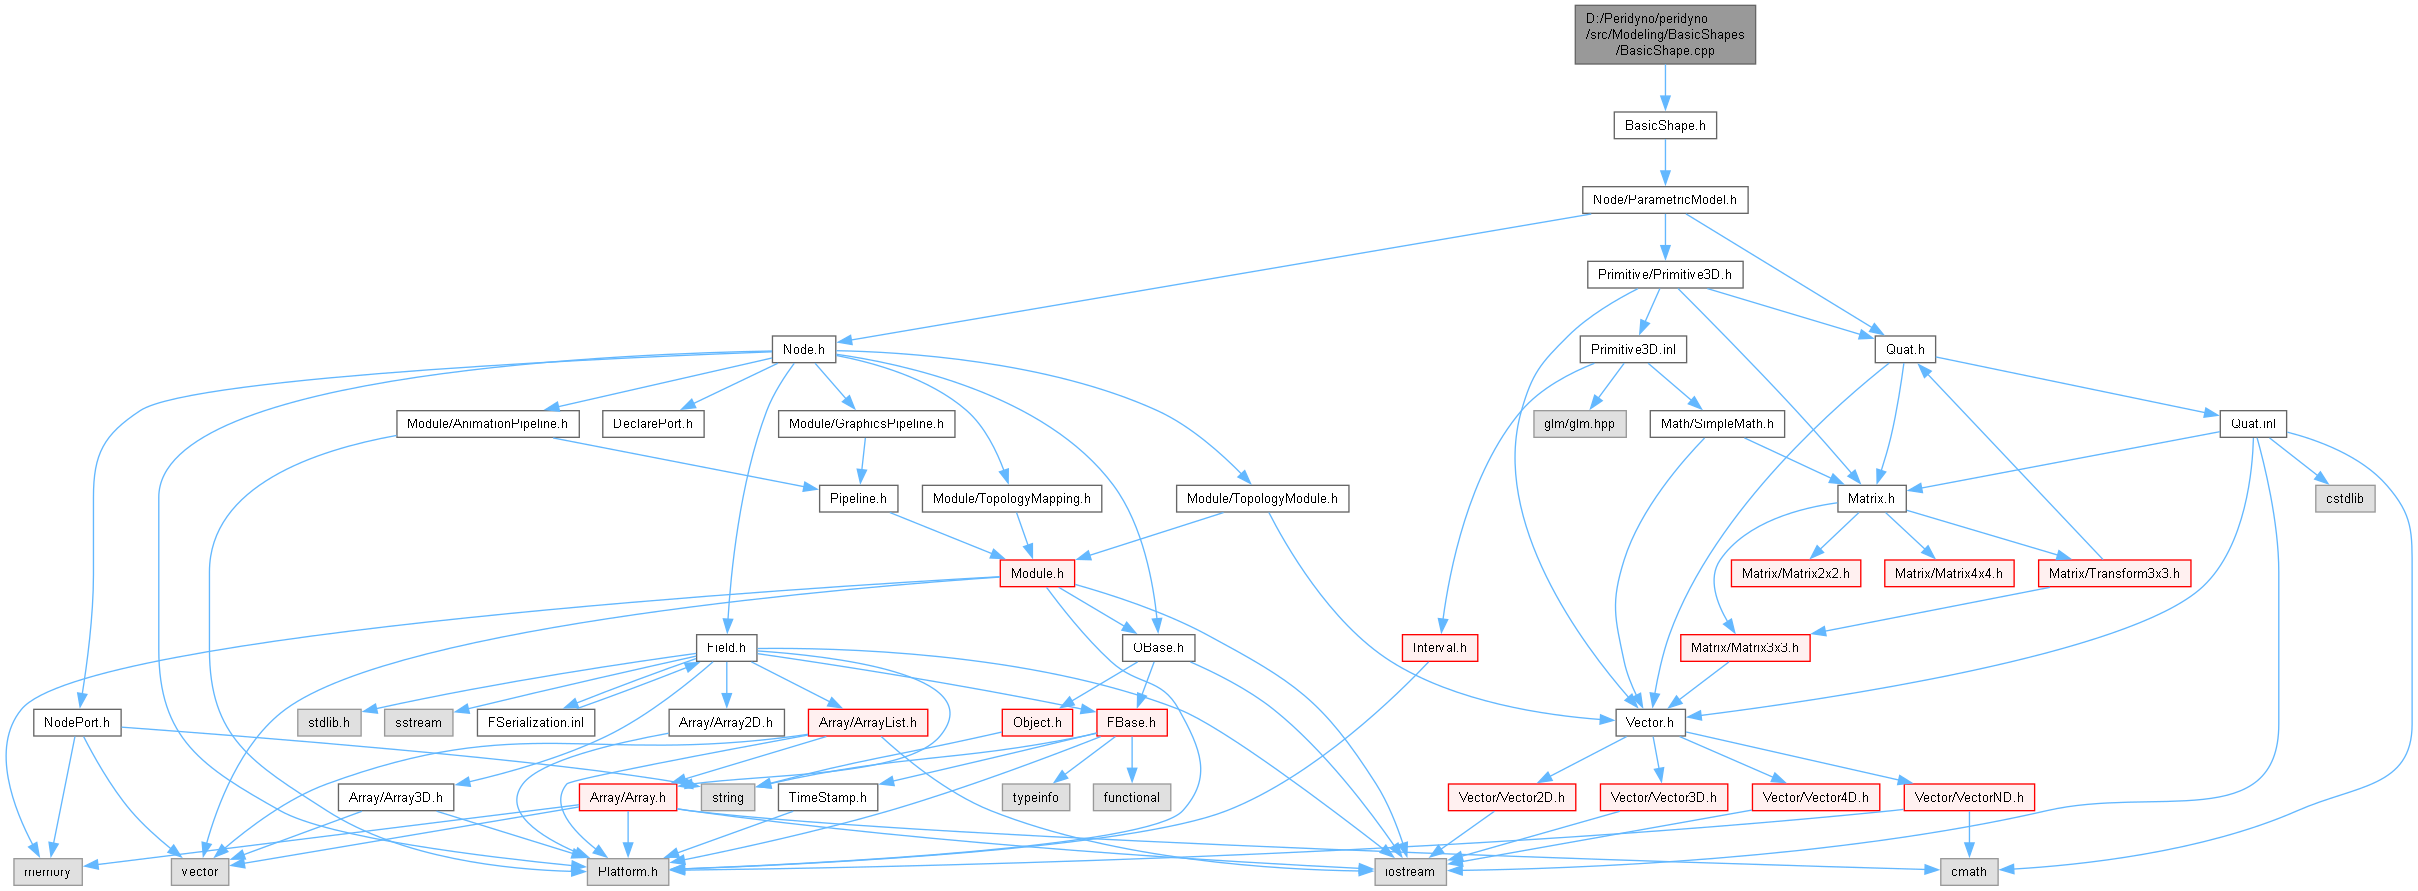 D:/Peridyno/peridyno
/src/Modeling/BasicShapes
/BasicShape.cpp
BasicShape.h
Node/ParametricModel.h
Primitive/Primitive3D.h
Node.h
Primitive3D.inl
Quat.h
Module/AnimationPipeline.h
DeclarePort.h
Module/GraphicsPipeline.h
glm/glm.hpp
Math/SimpleMath.h
Quat.inl
Pipeline.h
Module/TopologyMapping.h
Module/TopologyModule.h
Matrix.h
cstdlib
Module.h
Matrix/Matrix2x2.h
Matrix/Matrix4x4.h
Matrix/Transform3x3.h
Field.h
OBase.h
Interval.h
Matrix/Matrix3x3.h
NodePort.h
stdlib.h
sstream
FSerialization.inl
Array/Array2D.h
Array/ArrayList.h
Object.h
FBase.h
Vector.h
Array/Array3D.h
Array/Array.h
string
TimeStamp.h
typeinfo
functional
Vector/Vector2D.h
Vector/Vector3D.h
Vector/Vector4D.h
Vector/VectorND.h
memory
vector
Platform.h
iostream
cmath